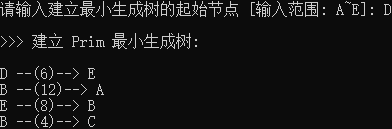 请输入建立最小生成树的起始节点 [输入范围: A~E]: D
>>> 建立 Prim 最小生成树:
D --(6)--> E
B --(12)--> A
E --(8)--> B
B --(4)--> C